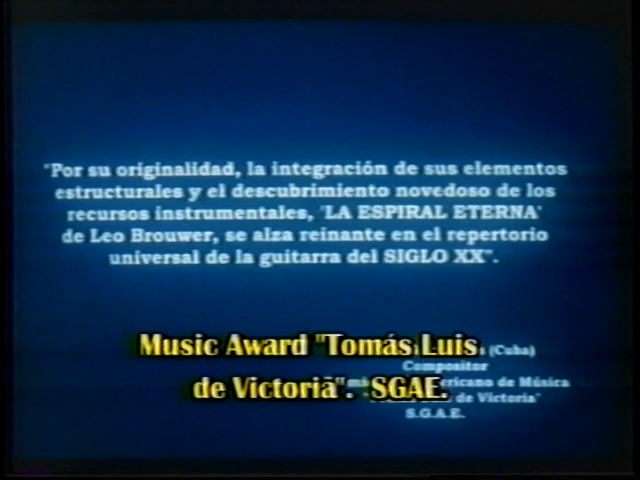 "Por su originalidad, la integración de sus elementos
estructurales y el descubrimiento novedoso de los
recursos instrumentales, "LA ESPIRAL ETERNA"
de Leo Brouwer, se alza reinante en el repertorio
universal de la guitarra del SIGLO XX".
(Cuba)
Compositor
de Música
de Victoria"
S.G.A.E.
Music Award "Tomás Luis
de Victoria". SGAE.